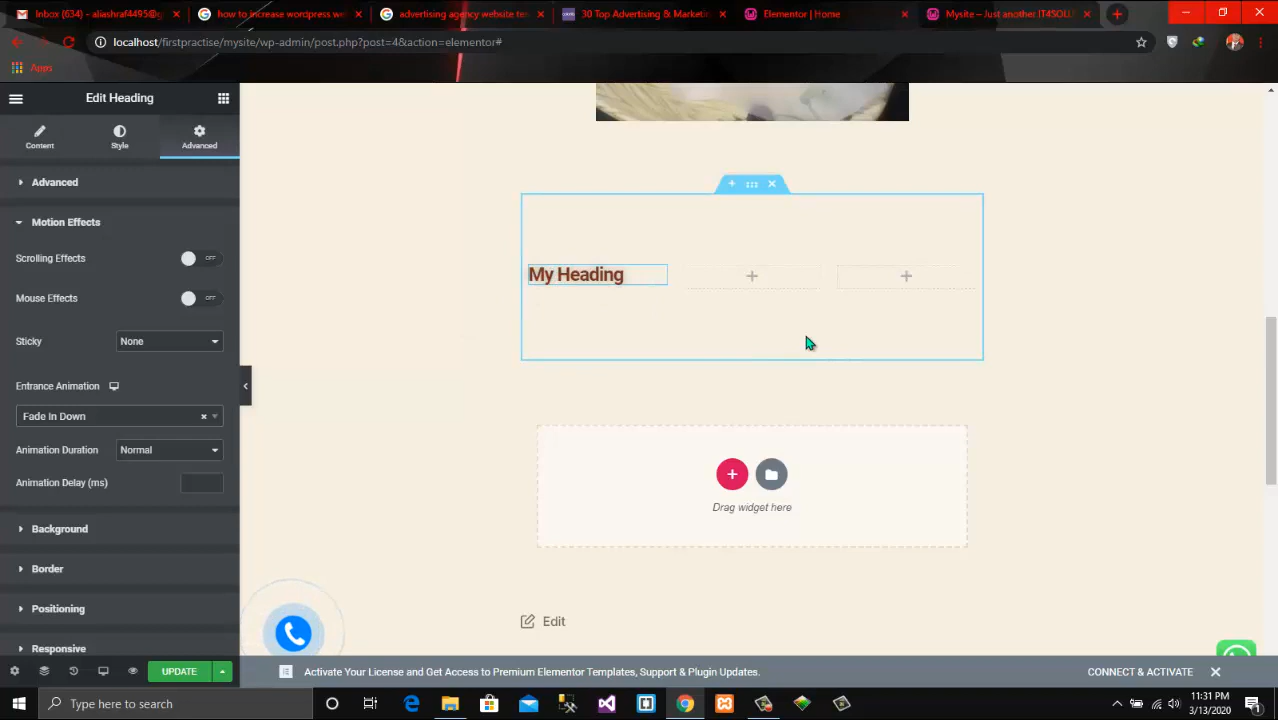 Inbox (634) - aliashraf4495@g
how to increase wordpress we
advertising agency website te
30 Top Advertising & Marketin
Elementor | Home
Mysite – Just another IT4SOLU
localhost/firstpractise/mysite/wp-admin/post.php?post=4&action=elementor#
Apps
Edit Heading
Content
Style
Advanced
Advanced
Motion Effects
Scrolling Effects
OFF
Mouse Effects
OFF
Sticky
None
Entrance Animation
Fade In Down
Animation Duration
Normal
Animation Delay (ms)
Background
Border
Positioning
Responsive
UPDATE
My Heading
Drag widget here
Edit
Activate Your License and Get Access to Premium Elementor Templates, Support & Plugin Updates.
CONNECT & ACTIVATE
Type here to search
11:31 PM
3/13/2020